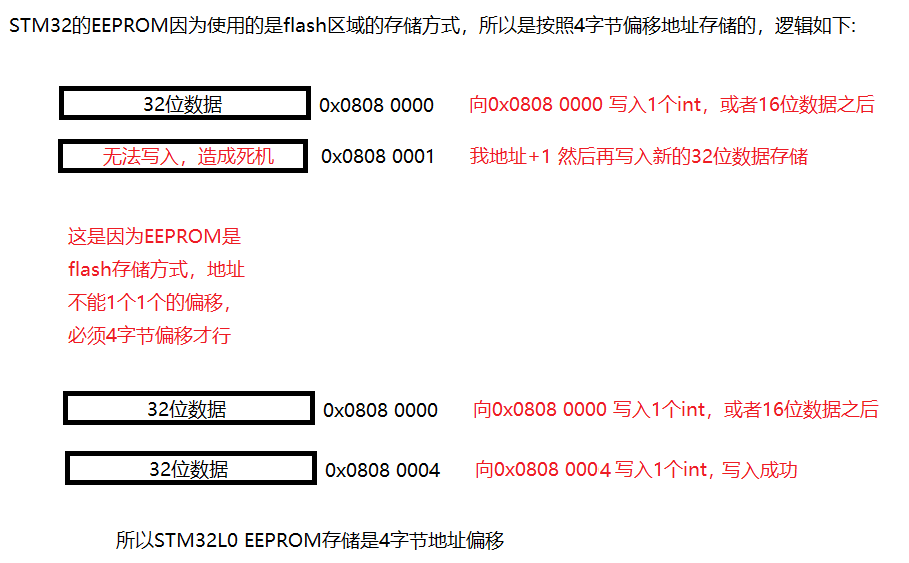 STM32的EEPROM因为使用的是flash区域的存储方式，所以是按照4字节偏移地址存储的，逻辑如下:
32位数据 0x0808 0000 向0x0808 0000 写入1个int，或者16位数据之后
无法写入，造成死机 0x0808 0001 我地址+1 然后再写入新的32位数据存储
这是因为EEPROM是
flash存储方式，地址
不能1个1个的偏移，
必须4字节偏移才行
32位数据 0x0808 0000 向0x0808 0000 写入1个int，或者16位数据之后
32位数据 0x0808 0004 向0x0808 0004 写入1个int，写入成功
所以STM32L0 EEPROM存储是4字节地址偏移